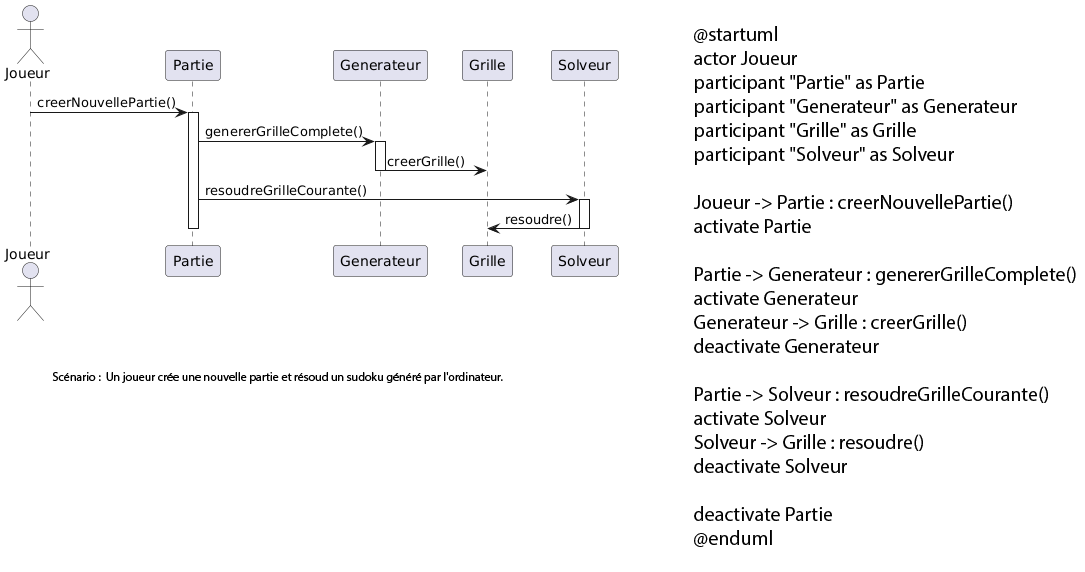 Joueur
Partie
Generateur
Grille
Solveur
creerNouvellePartie()
genererGrilleComplete()
creerGrille()
resoudreGrilleCourante()
resoudre()
Joueur
Partie
Generateur
Grille
Solveur
Scénario : Un joueur crée une nouvelle partie et résoud un sudoku généré par l'ordinateur.
@startuml
actor Joueur
participant "Partie" as Partie
participant "Generateur" as Generateur
participant "Grille" as Grille
participant "Solveur" as Solveur
Joueur -> Partie : creerNouvellePartie()
activate Partie
Partie -> Generateur : genererGrilleComplete()
activate Generateur
Generateur -> Grille : creerGrille()
deactivate Generateur
Partie -> Solveur : resoudreGrilleCourante()
activate Solveur
Solveur -> Grille : resoudre()
deactivate Solveur
deactivate Partie
@enduml